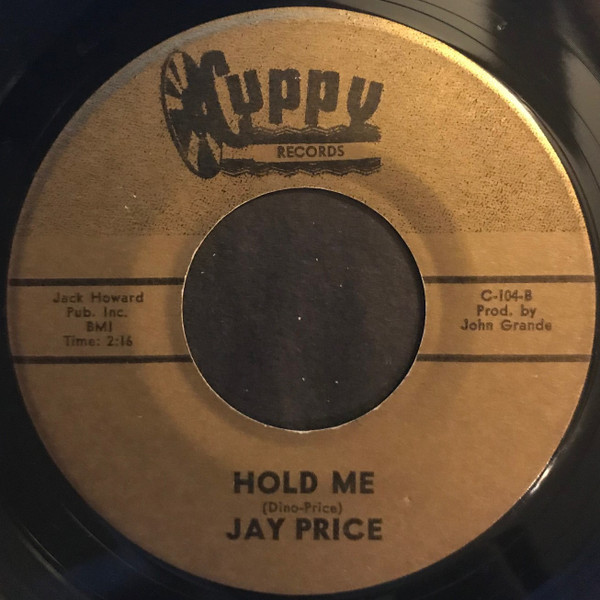 Cuppy
RECORDS
Jack Howard
Pub. Inc.
BMI
Time: 2:16
C-104-B
Prod. by
John Grande
HOLD ME
(Dino-Price)
JAY PRICE